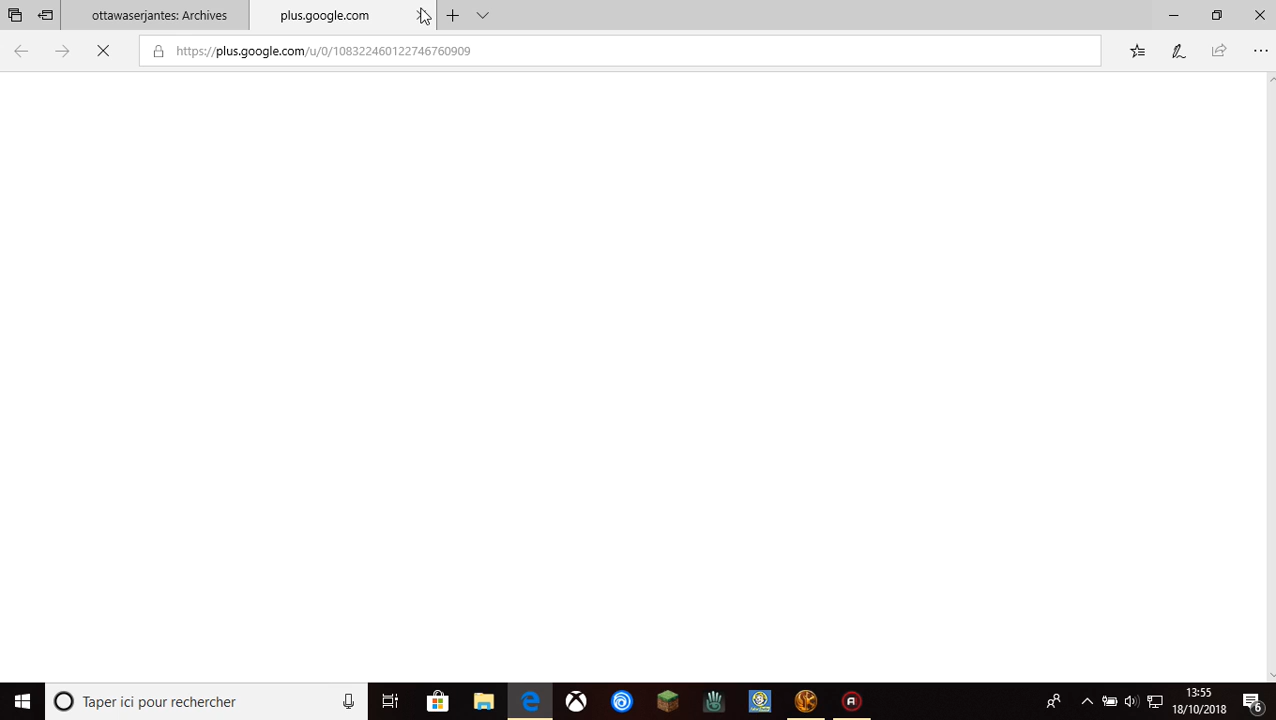 ottawaserjantes: Archives
plus.google.com
https://plus.google.com/u/0/108322460122746760909
Taper ici pour rechercher
13:55
18/10/2018
6